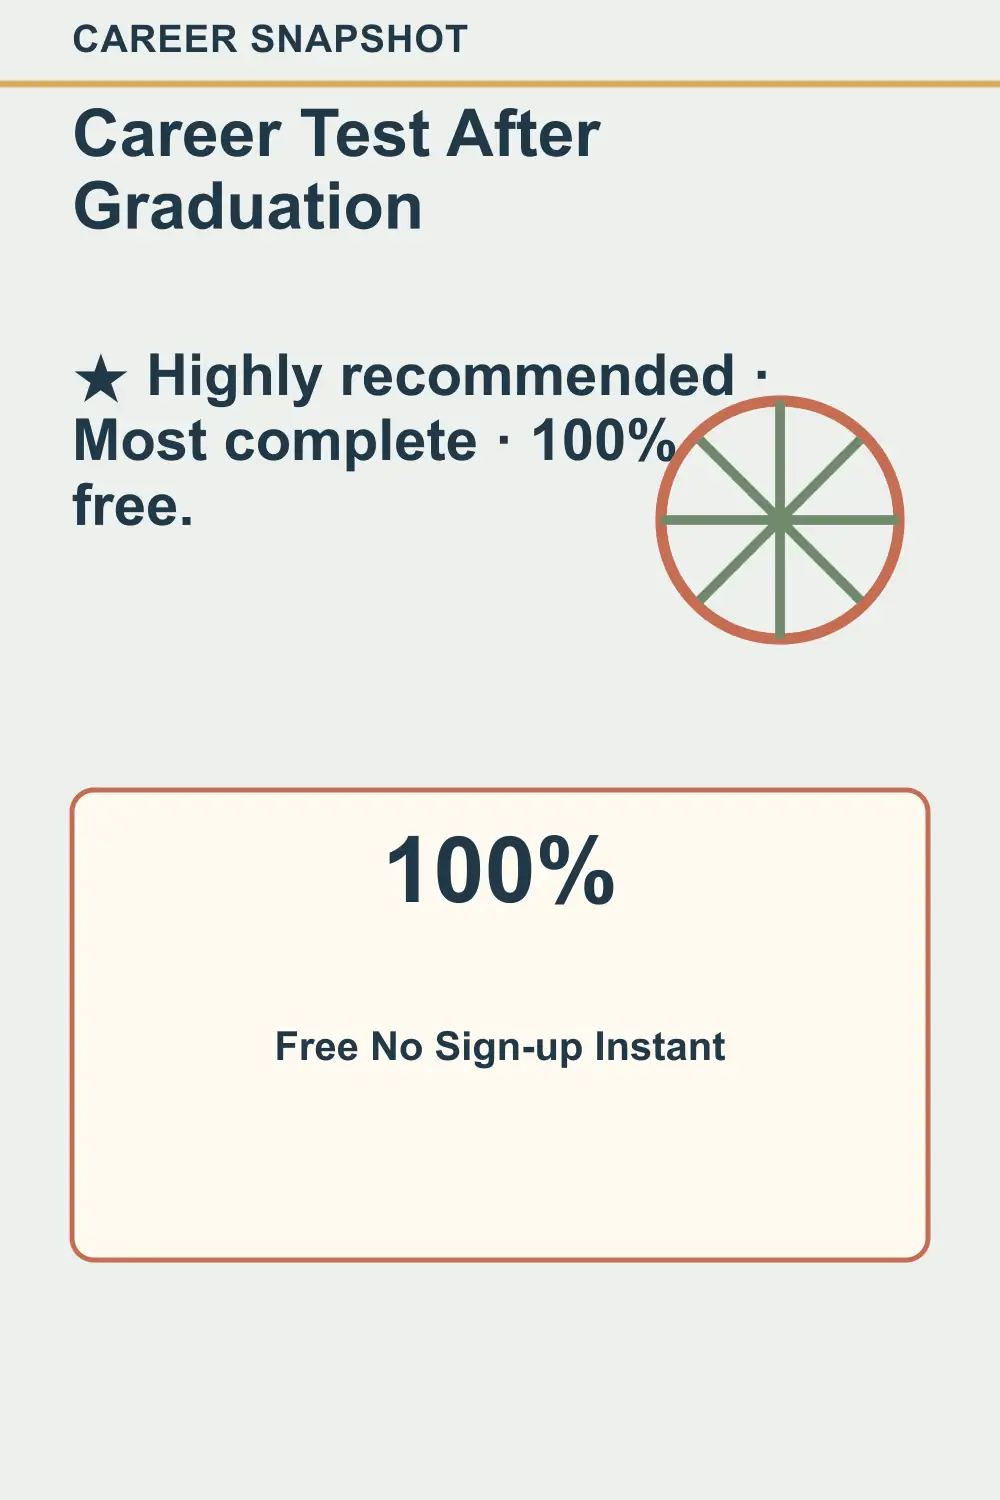 CAREER SNAPSHOT
Career Test After
Graduation
★ Highly recommended ·
Most complete · 100%
free.
100%
Free No Sign-up Instant